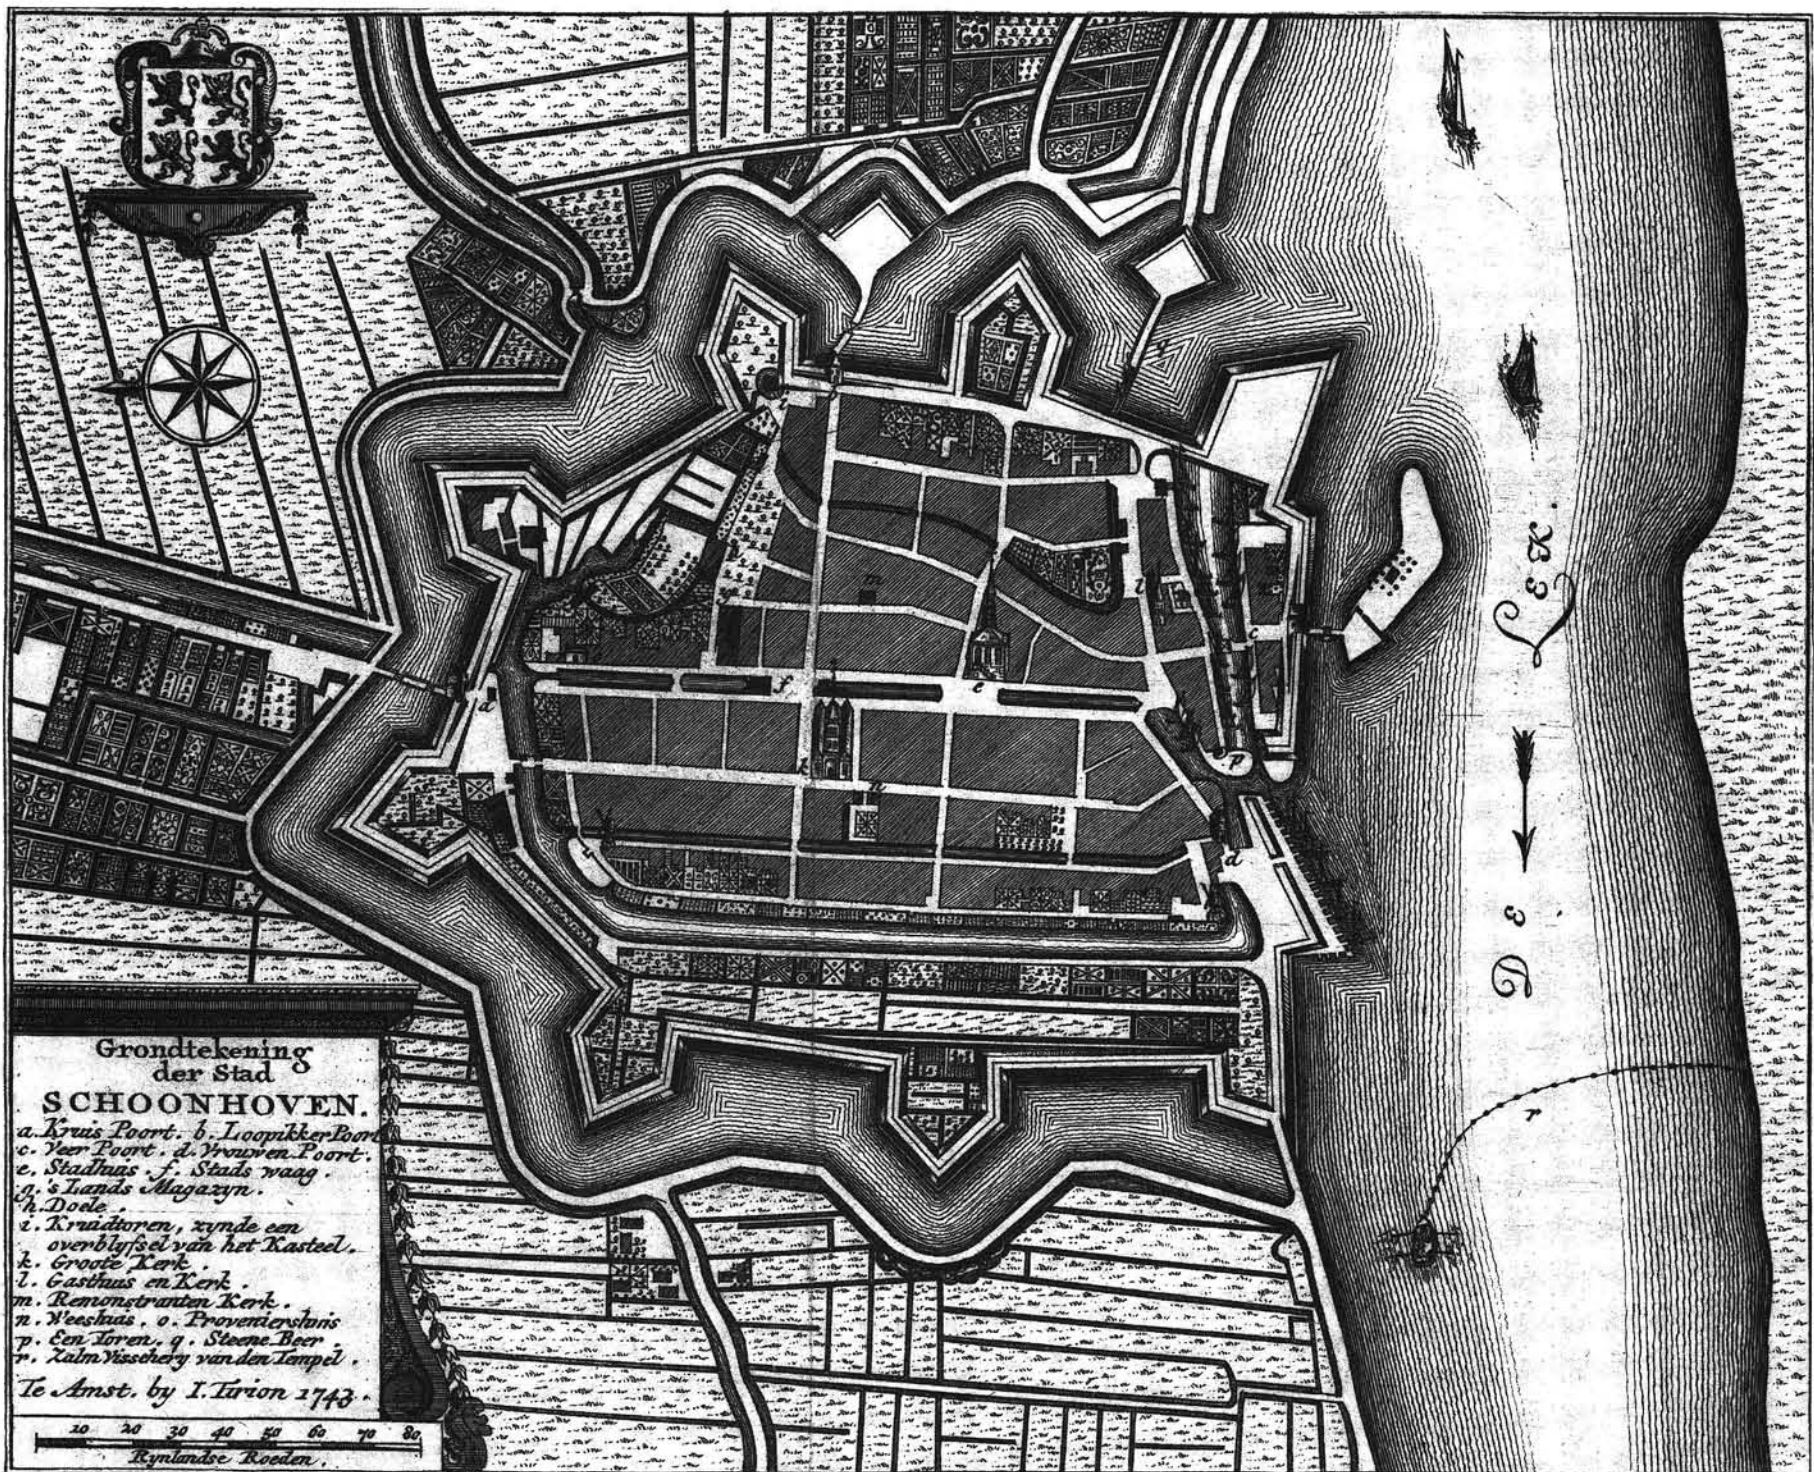 Grondtekening
der Stad
SCHOONHOVEN.
a. Kruis Poort. b. Loopikker Poort
c. Veer Poort. d. Vrouwen Poort.
e. Stadhuis. f. Stads waag.
g. 's Lands Magazyn.
h. Doele.
i. Kruidtoren, zynde een
overblyfsel van het Kasteel.
k. Groote Kerk.
l. Gasthuis en Kerk.
m. Remonstranten Kerk.
n. Weeshuis. o. Proveniershuis
p. Een Toren. q. Steene Beer.
r. Zalm Visschery van den Tempel.
Te Amst. by I. Tirion 1743.
10 20 30 40 50 60 70 80
Rynlandse Roeden.
DE LEK.
i
q
m
l
c
f
e
a
k
p
n
d
r